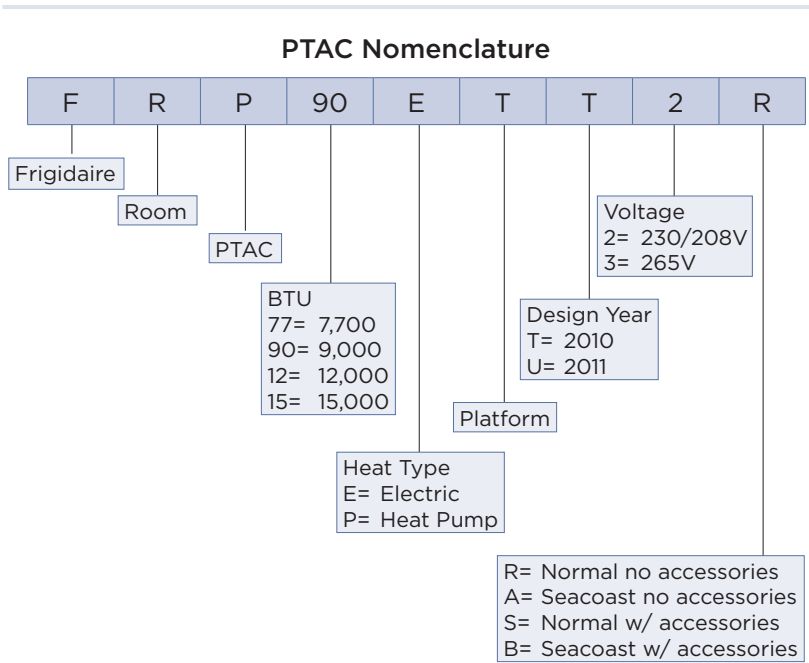 PTAC Nomenclature
F R P 90 E T T 2 R
Frigidaire
Room
PTAC
BTU
77= 7,700
90= 9,000
12= 12,000
15= 15,000
Heat Type
E= Electric
P= Heat Pump
Platform
Design Year
T= 2010
U= 2011
Voltage
2= 230/208V
3= 265V
R= Normal no accessories
A= Seacoast no accessories
S= Normal w/ accessories
B= Seacoast w/ accessories